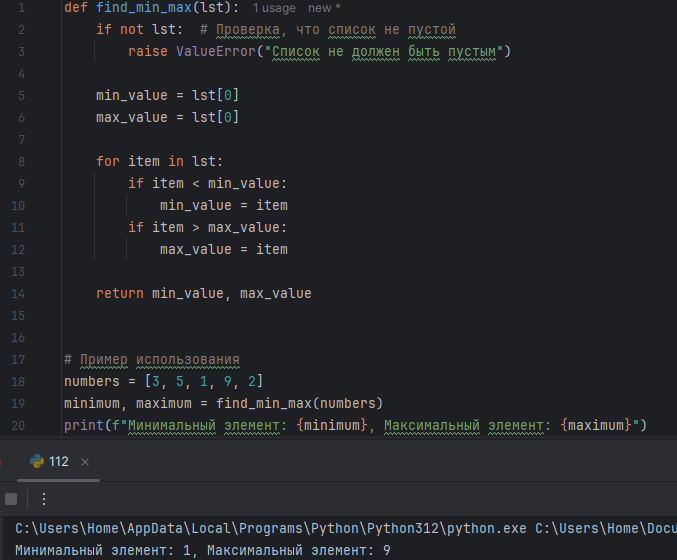 1 def find_min_max(lst): 1 usage new *
2 if not lst: # Проверка, что список не пустой
3 raise ValueError("Список не должен быть пустым")
4
5 min_value = lst[0]
6 max_value = lst[0]
7
8 for item in lst:
9 if item < min_value:
10 min_value = item
11 if item > max_value:
12 max_value = item
13
14 return min_value, max_value
15
16
17 # Пример использования
18 numbers = [3, 5, 1, 9, 2]
19 minimum, maximum = find_min_max(numbers)
20 print(f"Минимальный элемент: {minimum}, Максимальный элемент: {maximum}")
112 ×
C:\Users\Home\AppData\Local\Programs\Python\Python312\python.exe C:\Users\Home\Docu
Минимальный элемент: 1, Максимальный элемент: 9